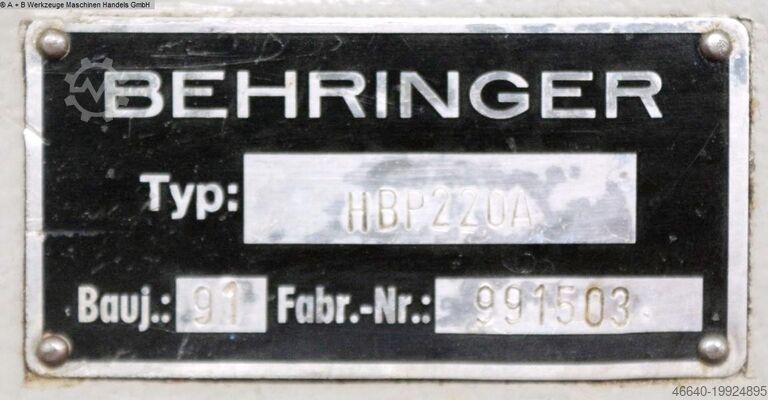 ® A + B Werkzeuge Maschinen Handels GmbH
BEHRINGER
Typ: HBP220A
Bauj.: 91 Fabr.-Nr.: 991503
46640-19924895